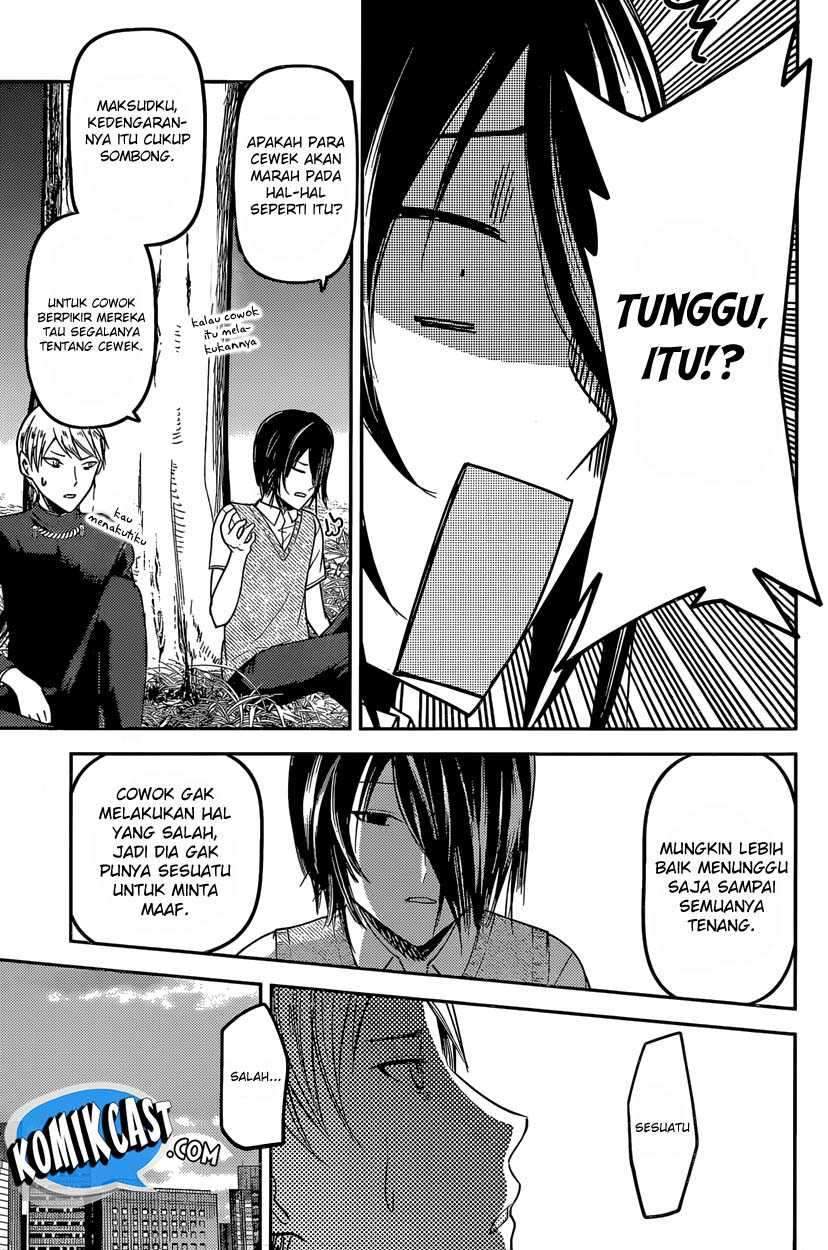 TUNGGU,
ITU!?
APAKAH PARA
CEWEK AKAN
MARAH PADA
HAL-HAL
SEPERTI ITU?
MAKSUDKU,
KEDENGARAN-
NYA ITU CUKUP
SOMBONG.
UNTUK COWOK
BERPIKIR MEREKA
TAU SEGALANYA
TENTANG CEWEK.
kalau cowok
itu mela-
kukannya
kau
menakutiku
MUNGKIN LEBIH
BAIK MENUNGGU
SAJA SAMPAI
SEMUANYA
TENANG.
COWOK GAK
MELAKUKAN HAL
YANG SALAH,
JADI DIA GAK
PUNYA SESUATU
UNTUK MINTA
MAAF.
SESUATU
SALAH...
KOMIKCAST
.COM